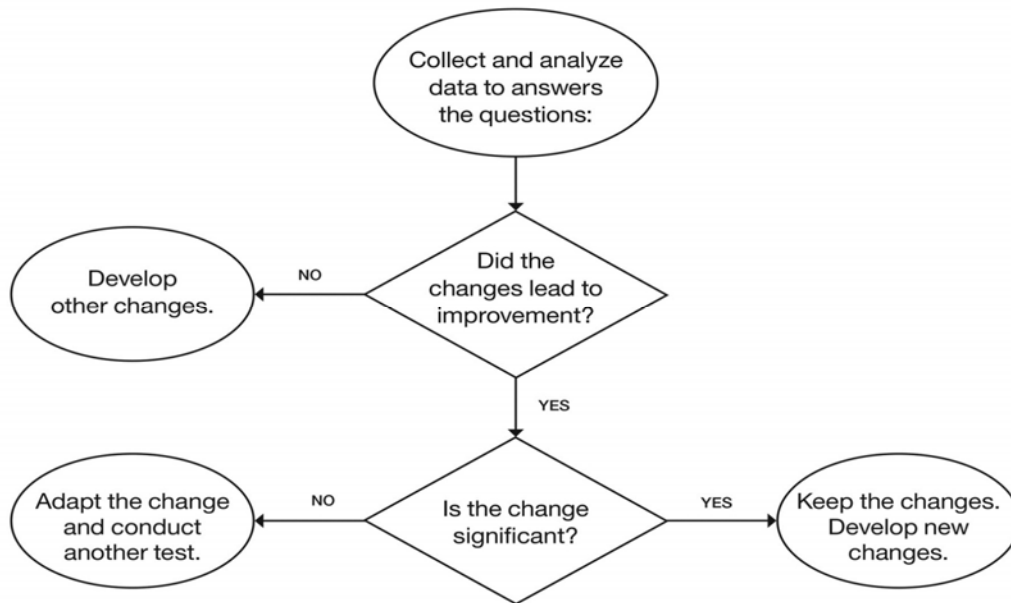 Collect and analyze
data to answers
the questions:
Did the
changes lead to
improvement?
NO
Develop
other changes.
YES
Is the change
significant?
NO
Adapt the change
and conduct
another test.
YES
Keep the changes.
Develop new
changes.